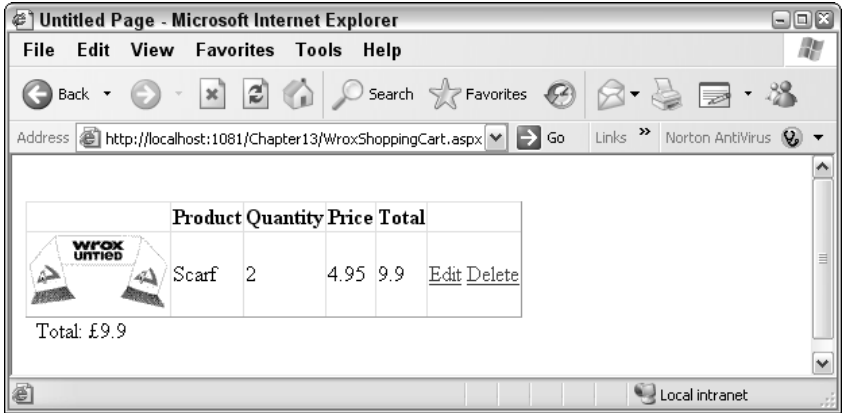 Untitled Page - Microsoft Internet Explorer
File Edit View Favorites Tools Help
Back Search Favorites
Address http://localhost:1081/Chapter13/WroxShoppingCart.aspx Go Links » Norton AntiVirus
Product Quantity Price Total
wrox
UNTIED
Scarf 2 4.95 9.9 Edit Delete
Total: £9.9
Local intranet